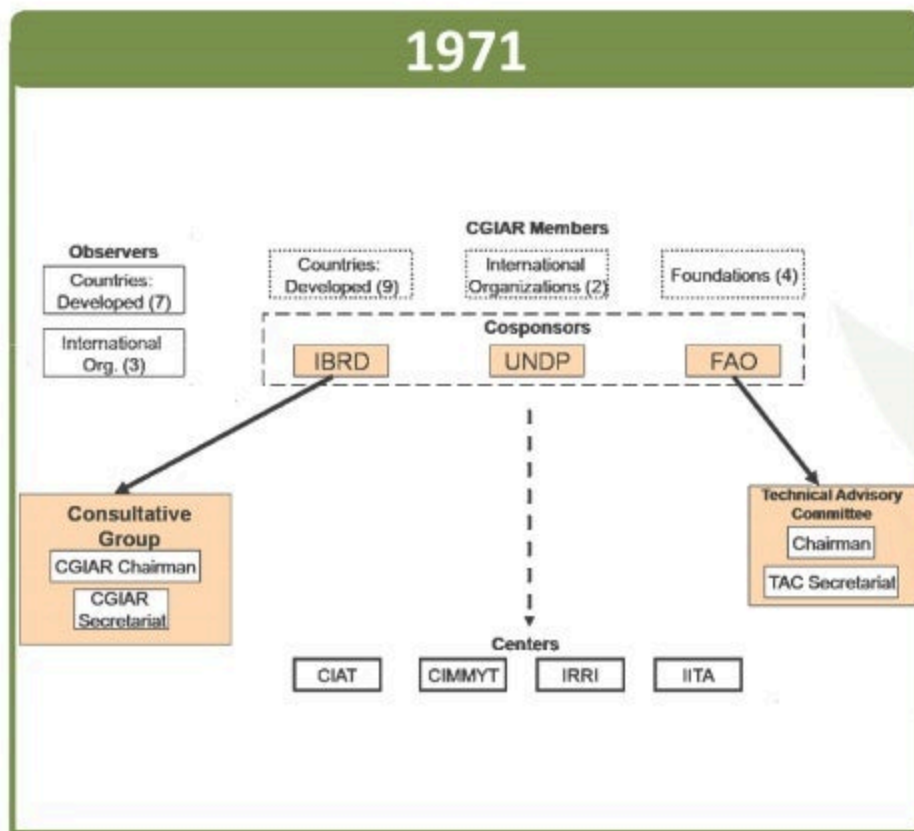 1971
CGIAR Members
Observers
Countries:
Developed (7)
International
Org. (3)
Countries:
Developed (9)
International
Organizations (2)
Foundations (4)
Cosponsors
IBRD
UNDP
FAO
Consultative
Group
CGIAR Chairman
CGIAR
Secretariat
Technical Advisory
Committee
Chairman
TAC Secretariat
Centers
CIAT
CIMMYT
IRRI
IITA